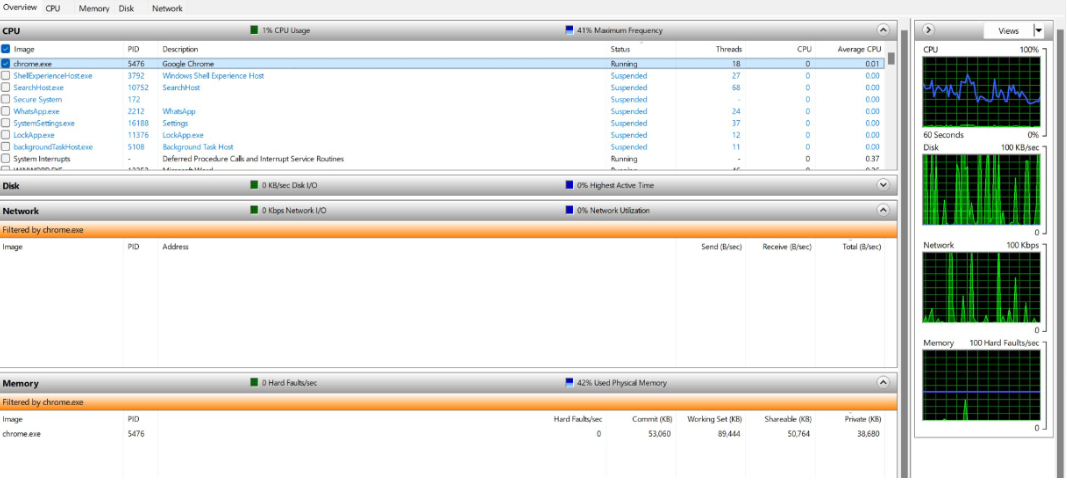 Overview CPU Memory Disk Network
CPU 1% CPU Usage 41% Maximum Frequency
Image PID Description Status Threads CPU Average CPU
chrome.exe 5476 Google Chrome Running 18 0 0.01
ShellExperienceHost.exe 3792 Windows Shell Experience Host Suspended 27 0 0.00
SearchHost.exe 10752 SearchHost Suspended 68 0 0.00
Secure System 172 Suspended - 0 0.00
WhatsApp.exe 2212 WhatsApp Suspended 24 0 0.00
SystemSettings.exe 16188 Settings Suspended 37 0 0.00
LockApp.exe 11376 LockApp.exe Suspended 12 0 0.00
backgroundTaskHost.exe 5108 Background Task Host Suspended 11 0 0.00
System Interrupts - Deferred Procedure Calls and Interrupt Service Routines Running - 0 0.37
Disk 0 KB/sec Disk I/O 0% Highest Active Time
Network 0 Kbps Network I/O 0% Network Utilization
Filtered by chrome.exe
Image PID Address Send (B/sec) Receive (B/sec) Total (B/sec)
Memory 0 Hard Faults/sec 42% Used Physical Memory
Filtered by chrome.exe
Image PID Hard Faults/sec Commit (KB) Working Set (KB) Shareable (KB) Private (KB)
chrome.exe 5476 0 53,060 89,444 50,764 38,680
Views
CPU 100%
60 Seconds 0%
Disk 100 KB/sec
0
Network 100 Kbps
0
Memory 100 Hard Faults/sec
0